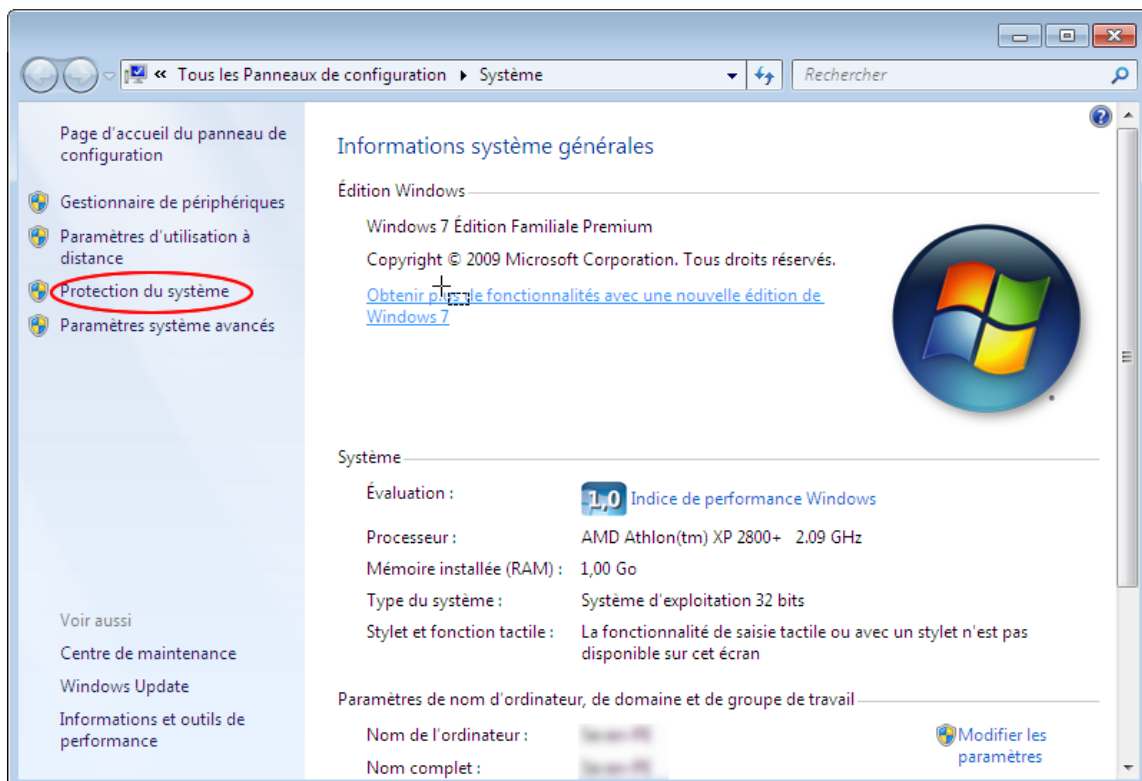 « Tous les Panneaux de configuration ▸ Système
Rechercher
Page d'accueil du panneau de
configuration
Gestionnaire de périphériques
Paramètres d'utilisation à
distance
Protection du système
Paramètres système avancés
Voir aussi
Centre de maintenance
Windows Update
Informations et outils de
performance
Informations système générales
Édition Windows
Windows 7 Édition Familiale Premium
Copyright © 2009 Microsoft Corporation. Tous droits réservés.
Obtenir plus de fonctionnalités avec une nouvelle édition de
Windows 7
Système
Évaluation :
1,0 Indice de performance Windows
Processeur : AMD Athlon(tm) XP 2800+ 2.09 GHz
Mémoire installée (RAM) : 1,00 Go
Type du système : Système d'exploitation 32 bits
Stylet et fonction tactile : La fonctionnalité de saisie tactile ou avec un stylet n'est pas
disponible sur cet écran
Paramètres de nom d'ordinateur, de domaine et de groupe de travail
Nom de l'ordinateur :
Modifier les
paramètres
Nom complet :